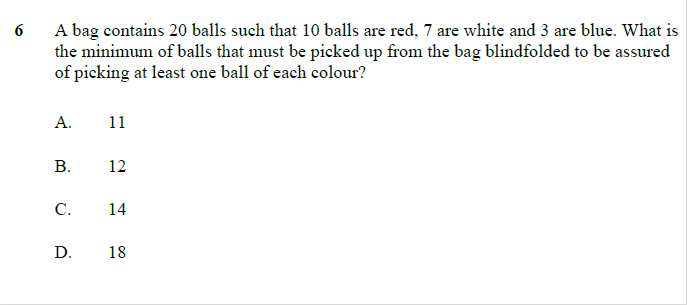 6 A bag contains 20 balls such that 10 balls are red, 7 are white and 3 are blue. What is
the minimum of balls that must be picked up from the bag blindfolded to be assured
of picking at least one ball of each colour?
A. 11
B. 12
C. 14
D. 18